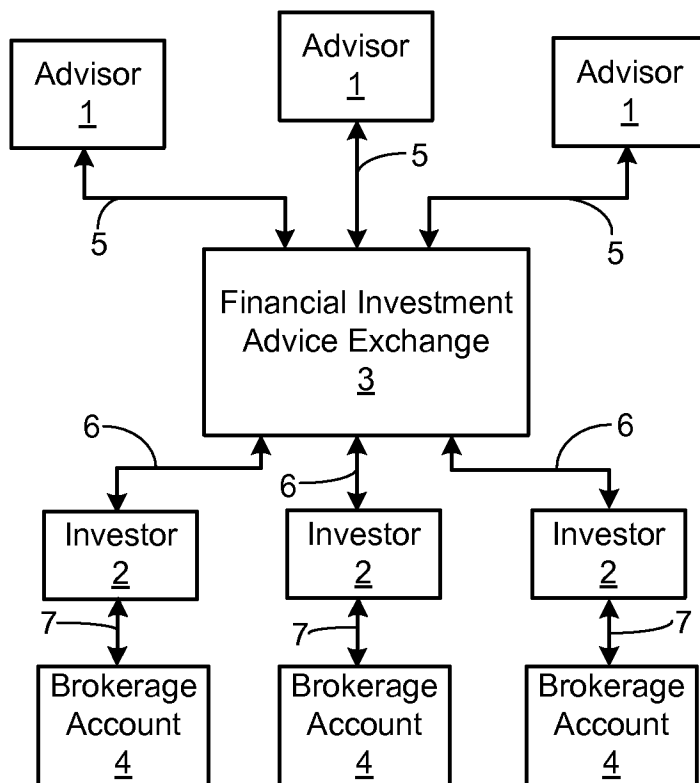 Advisor
1
Advisor
1
Advisor
1
5
5
5
Financial Investment
Advice Exchange
3
6
6
6
Investor
2
Investor
2
Investor
2
7
7
7
Brokerage
Account
4
Brokerage
Account
4
Brokerage
Account
4